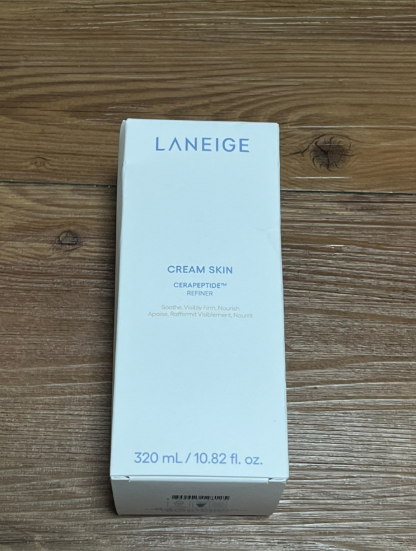 LANEIGE
CREAM SKIN
CERAPEPTIDE™
REFINER
Soothe, Visibly Firm, Nourish
Apaise, Raffermit Visiblement, Nourrit
320 mL / 10.82 fl. oz.